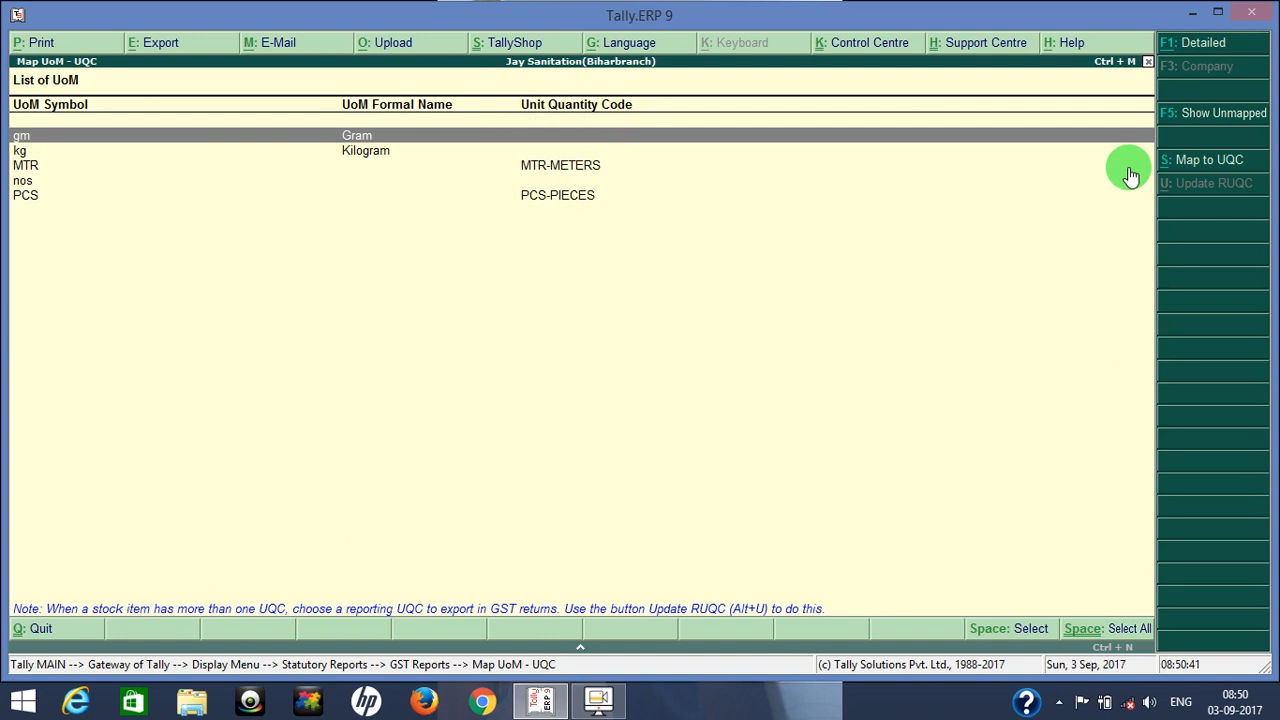 Tally.ERP 9
P: Print E: Export M: E-Mail O: Upload S: TallyShop G: Language K: Keyboard K: Control Centre H: Support Centre H: Help
F1: Detailed
Map UoM - UQC Jay Sanitation(Biharbranch) Ctrl + M
F3: Company
List of UoM
UoM Symbol UoM Formal Name Unit Quantity Code
F5: Show Unmapped
gm Gram
kg Kilogram
S: Map to UQC
MTR MTR-METERS
nos
U: Update RUQC
PCS PCS-PIECES
Note: When a stock item has more than one UQC, choose a reporting UQC to export in GST returns. Use the button Update RUQC (Alt+U) to do this.
Q: Quit Space: Select Space: Select All
Ctrl + N
Tally MAIN --> Gateway of Tally --> Display Menu --> Statutory Reports --> GST Reports --> Map UoM - UQC (c) Tally Solutions Pvt. Ltd., 1988-2017 Sun, 3 Sep, 2017 08:50:41
hp Tally ERP 9 ? ENG 08:50
03-09-2017